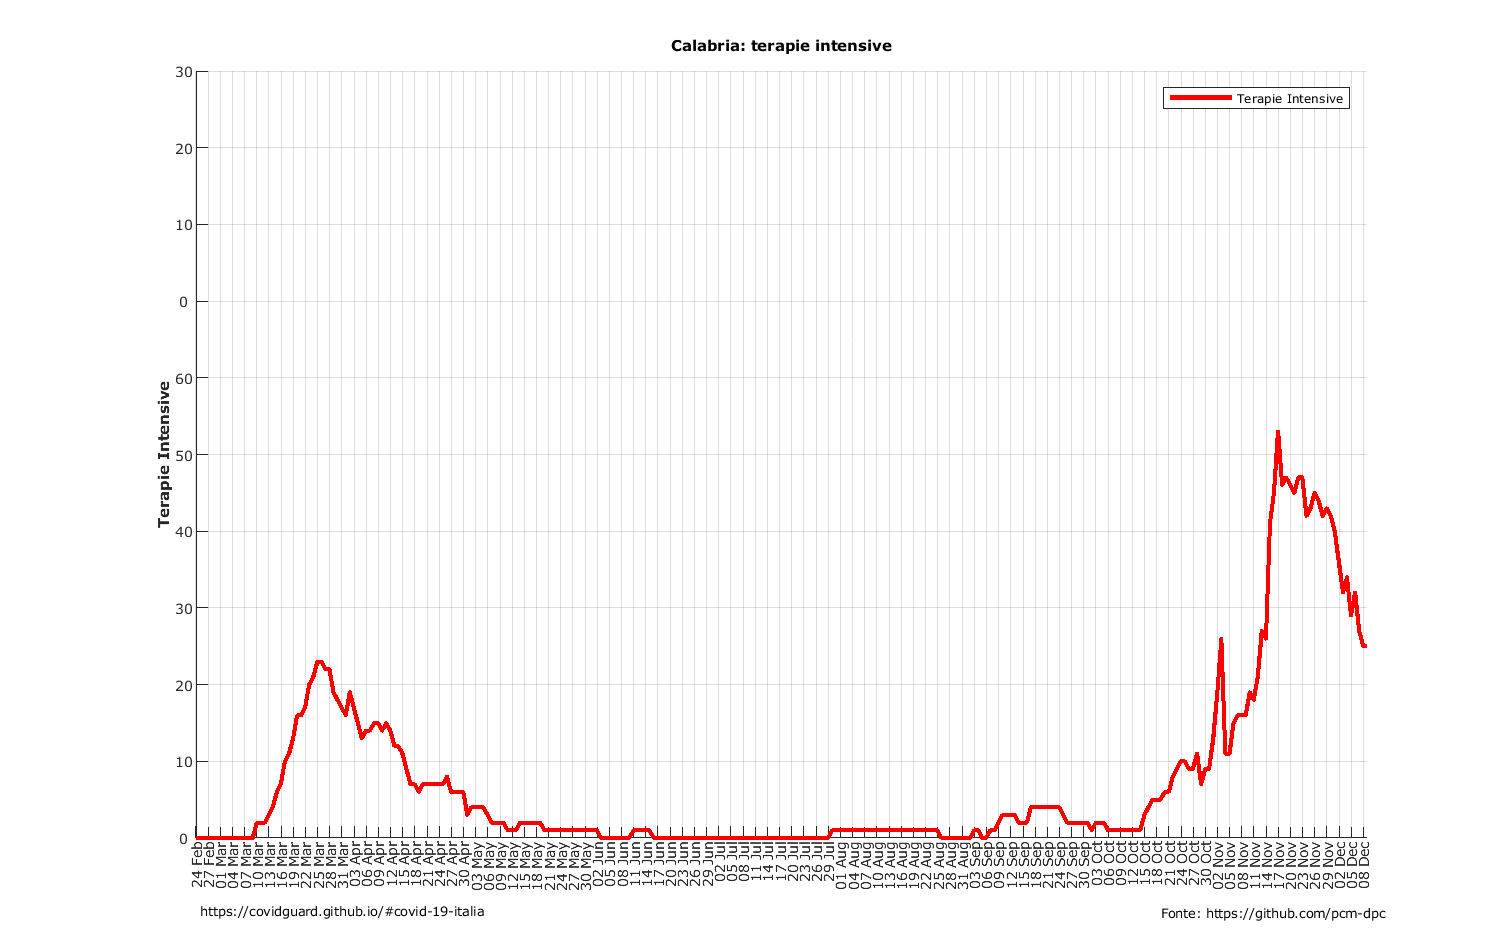 Calabria: terapie intensive
Terapie Intensive
Terapie Intensive
30
20
10
0
60
50
40
30
20
10
0
24 Feb
27 Feb
01 Mar
04 Mar
07 Mar
10 Mar
13 Mar
16 Mar
19 Mar
22 Mar
25 Mar
28 Mar
31 Mar
03 Apr
06 Apr
09 Apr
12 Apr
15 Apr
18 Apr
21 Apr
24 Apr
27 Apr
30 Apr
03 May
06 May
09 May
12 May
15 May
18 May
21 May
24 May
27 May
30 May
02 Jun
05 Jun
08 Jun
11 Jun
14 Jun
17 Jun
20 Jun
23 Jun
26 Jun
29 Jun
02 Jul
05 Jul
08 Jul
11 Jul
14 Jul
17 Jul
20 Jul
23 Jul
26 Jul
29 Jul
01 Aug
04 Aug
07 Aug
10 Aug
13 Aug
16 Aug
19 Aug
22 Aug
25 Aug
28 Aug
31 Aug
03 Sep
06 Sep
09 Sep
12 Sep
15 Sep
18 Sep
21 Sep
24 Sep
27 Sep
30 Sep
03 Oct
06 Oct
09 Oct
12 Oct
15 Oct
18 Oct
21 Oct
24 Oct
27 Oct
30 Oct
02 Nov
05 Nov
08 Nov
11 Nov
14 Nov
17 Nov
20 Nov
23 Nov
26 Nov
29 Nov
02 Dec
05 Dec
08 Dec
https://covidguard.github.io/#covid-19-italia
Fonte: https://github.com/pcm-dpc